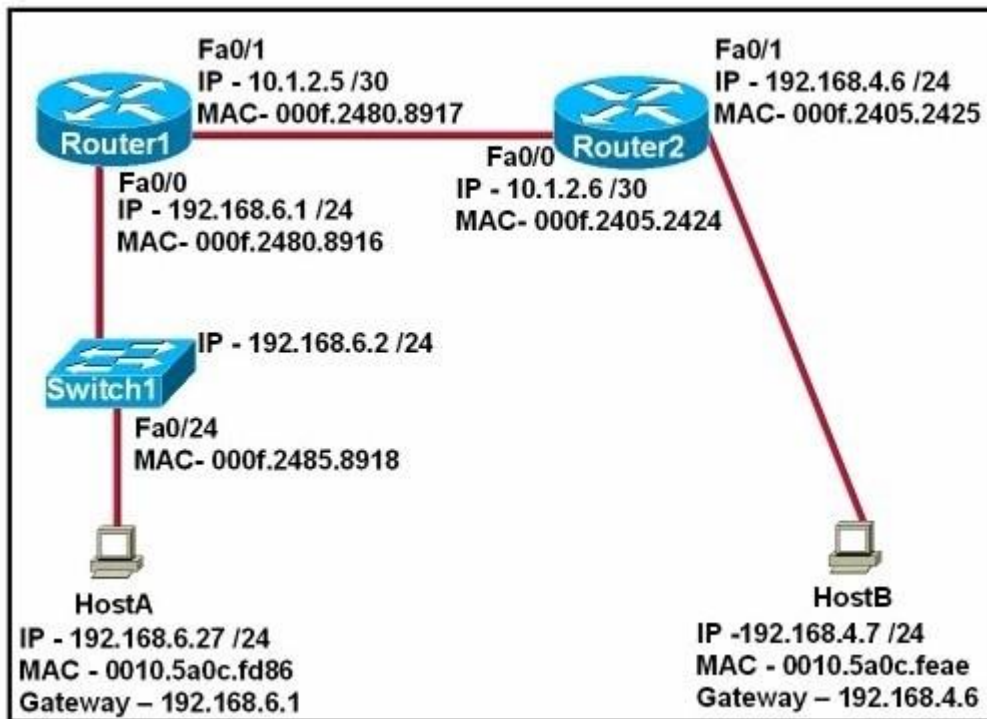 Fa0/1
IP - 10.1.2.5 /30
MAC- 000f.2480.8917
Router1
Fa0/0
IP - 192.168.6.1 /24
MAC- 000f.2480.8916
Fa0/1
IP - 192.168.4.6 /24
MAC- 000f.2405.2425
Router2
Fa0/0
IP - 10.1.2.6 /30
MAC- 000f.2405.2424
IP - 192.168.6.2 /24
Switch1
Fa0/24
MAC- 000f.2485.8918
HostA
IP - 192.168.6.27 /24
MAC - 0010.5a0c.fd86
Gateway – 192.168.6.1
HostB
IP -192.168.4.7 /24
MAC - 0010.5a0c.feae
Gateway – 192.168.4.6